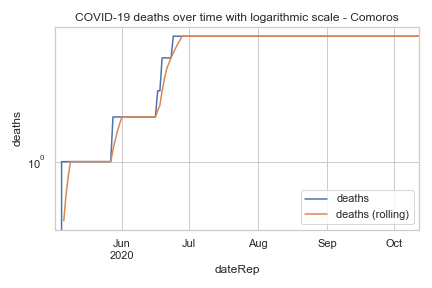 COVID-19 deaths over time with logarithmic scale - Comoros
deaths
10^0
deaths
deaths (rolling)
Jun
2020
Jul
Aug
Sep
Oct
dateRep